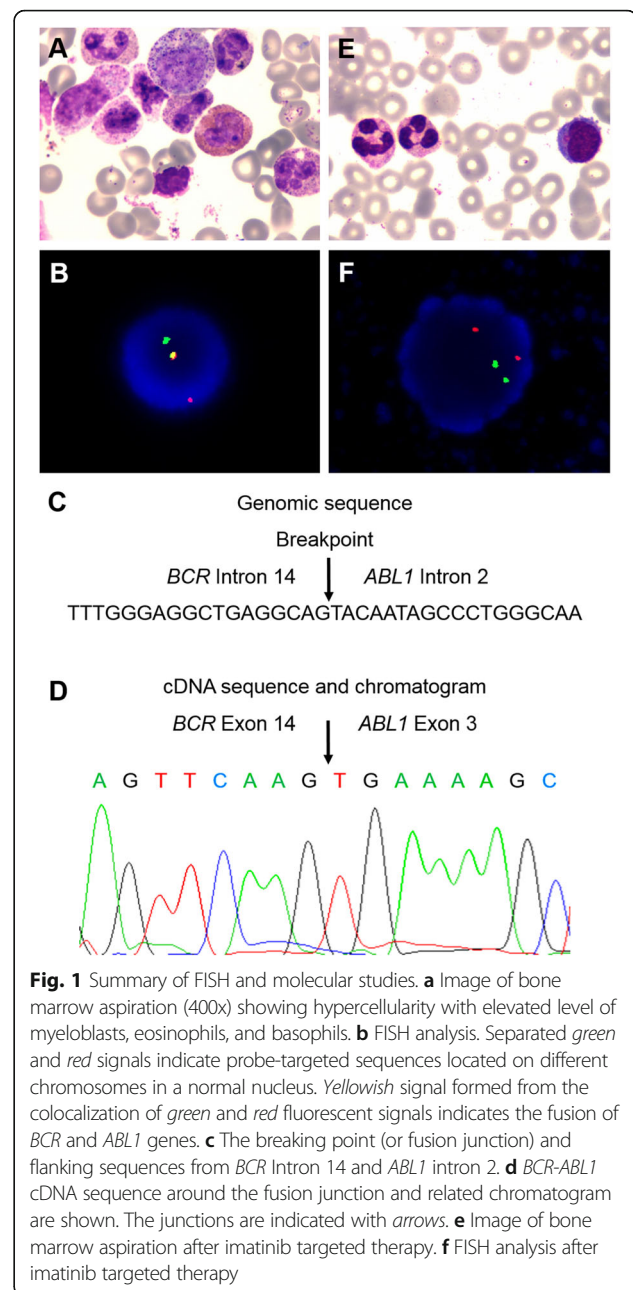 A
E
B
F
C
Genomic sequence
Breakpoint
BCR Intron 14 ABL1 Intron 2
TTTGGGAGGCTGAGGCAGTACAATAGCCCTGGGCAA
D
cDNA sequence and chromatogram
BCR Exon 14 ABL1 Exon 3
A G T T C A A G T G A A A A G C
Fig. 1 Summary of FISH and molecular studies. a Image of bone
marrow aspiration (400x) showing hypercellularity with elevated level of
myeloblasts, eosinophils, and basophils. b FISH analysis. Separated green
and red signals indicate probe-targeted sequences located on different
chromosomes in a normal nucleus. Yellowish signal formed from the
colocalization of green and red fluorescent signals indicates the fusion of
BCR and ABL1 genes. c The breaking point (or fusion junction) and
flanking sequences from BCR Intron 14 and ABL1 intron 2. d BCR-ABL1
cDNA sequence around the fusion junction and related chromatogram
are shown. The junctions are indicated with arrows. e Image of bone
marrow aspiration after imatinib targeted therapy. f FISH analysis after
imatinib targeted therapy